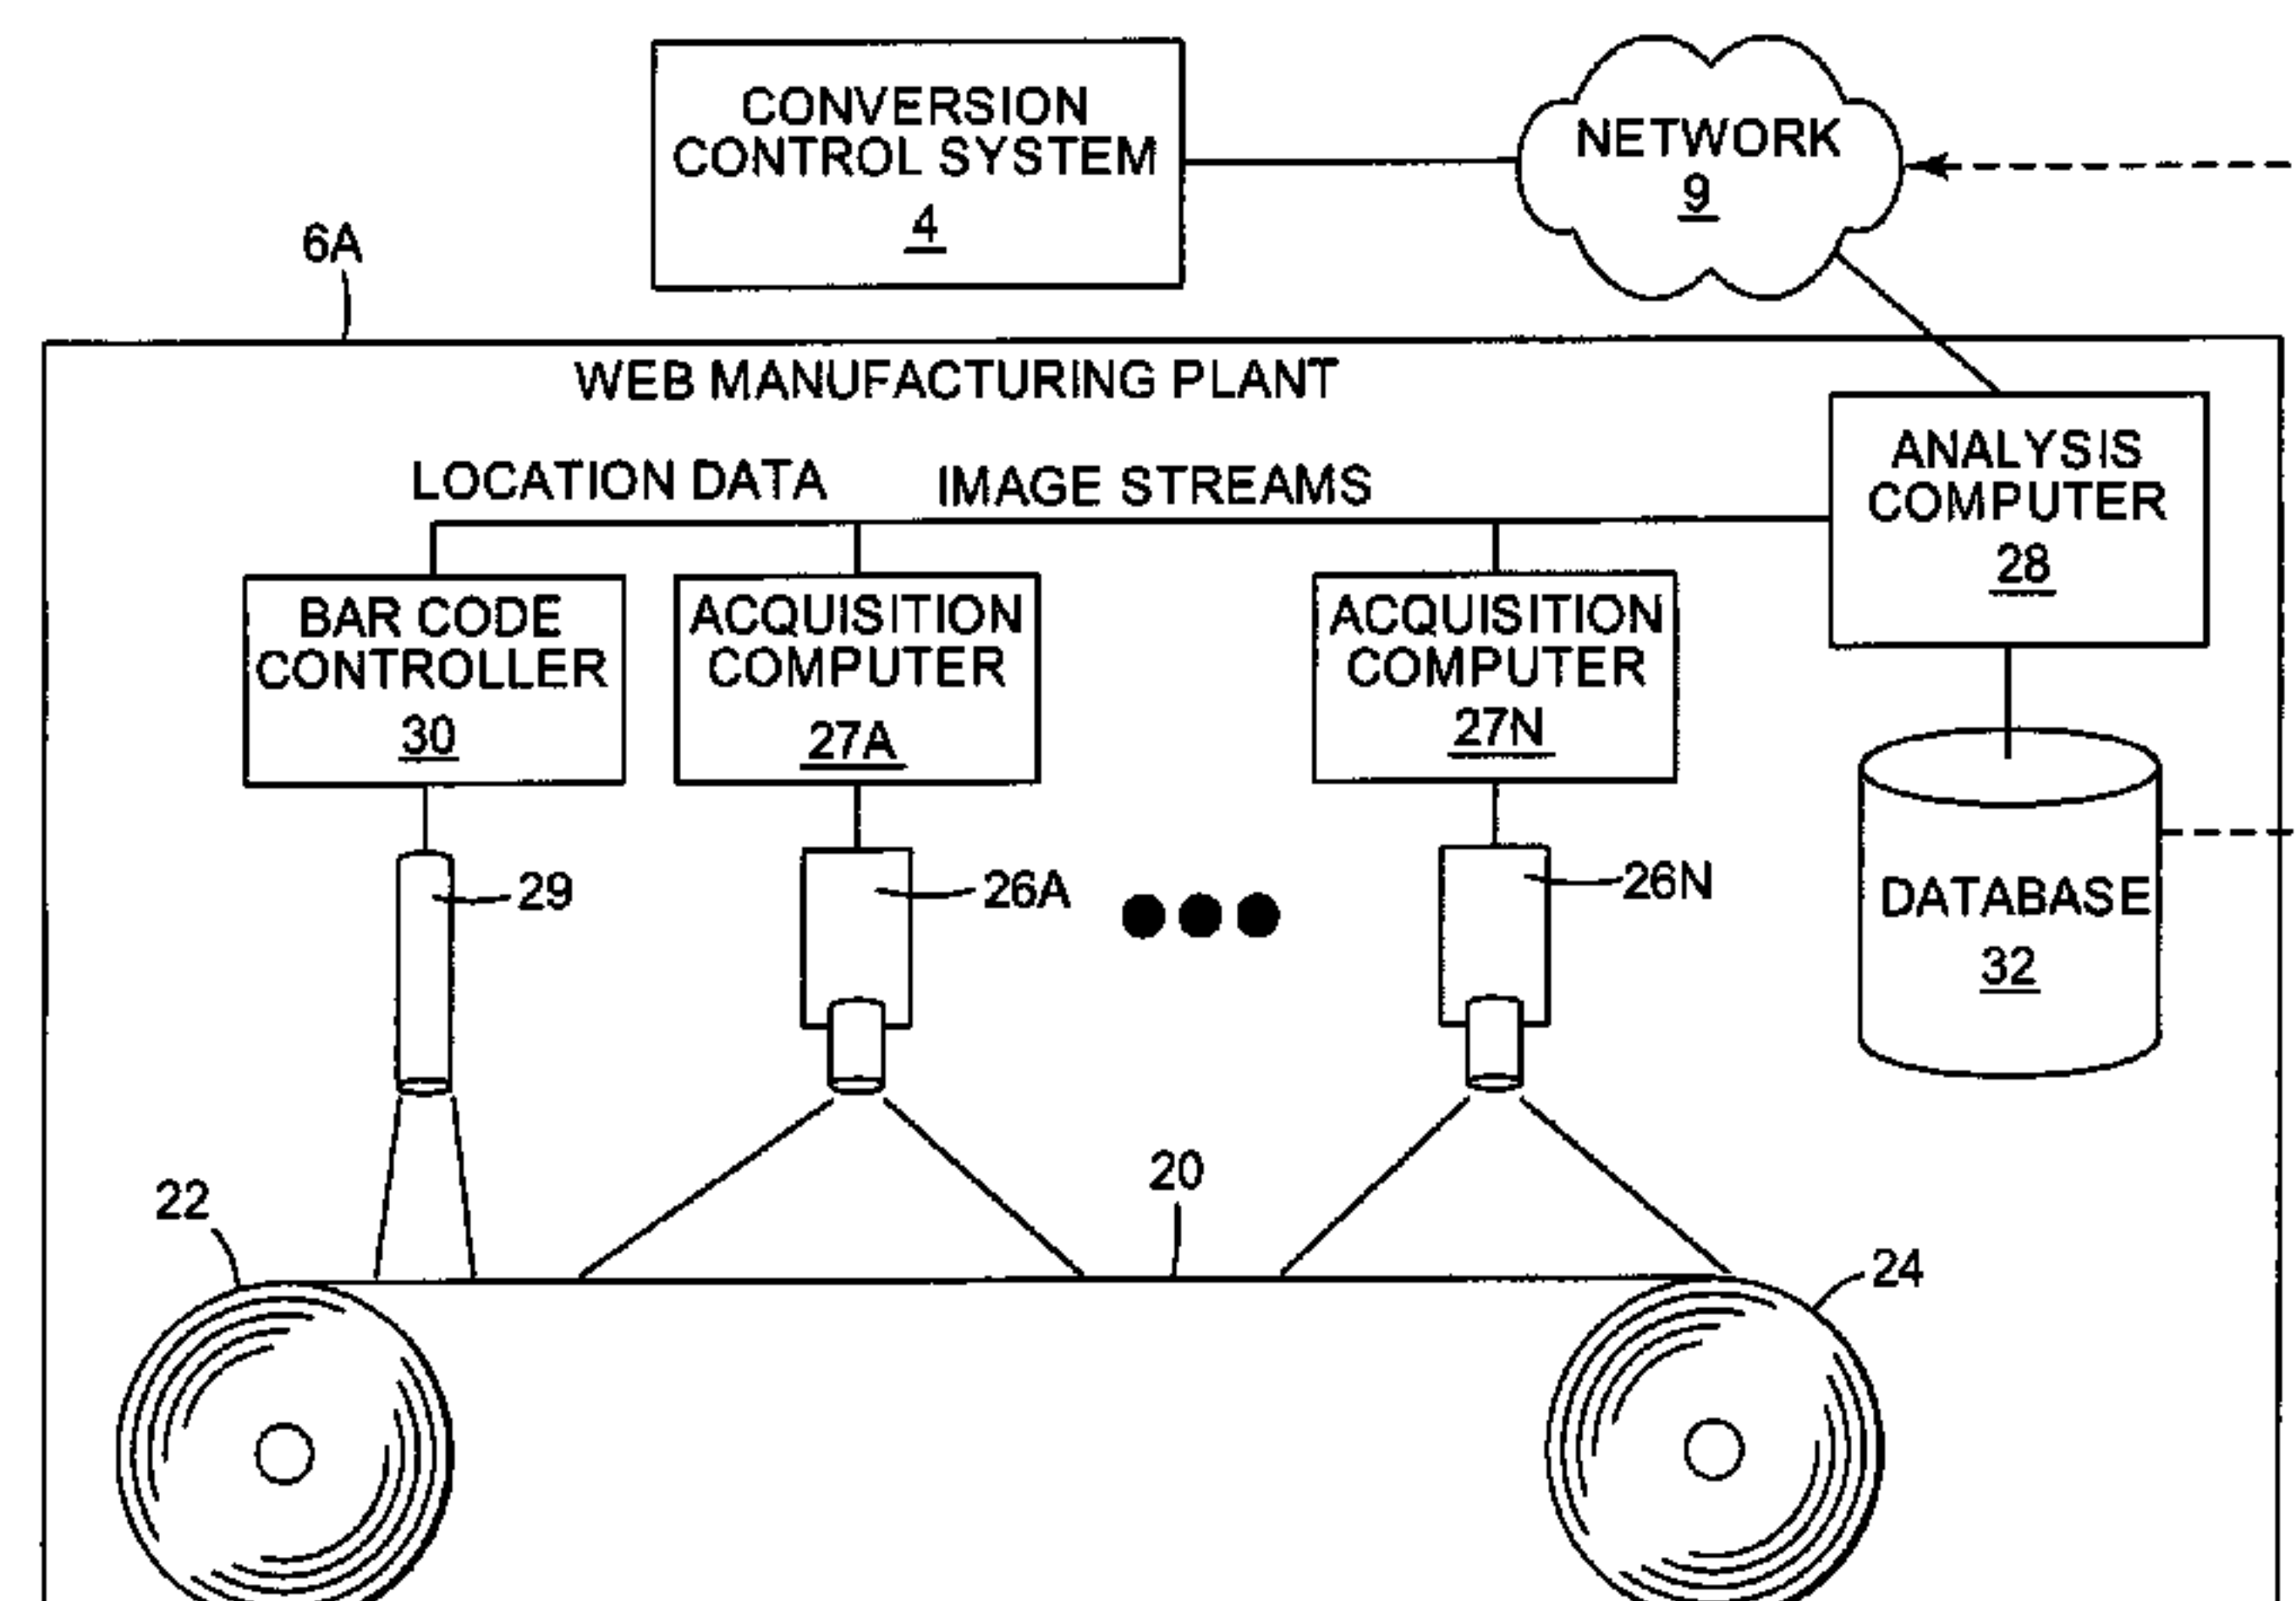 CONVERSION
CONTROL SYSTEM
4
NETWORK
9
6A
WEB MANUFACTURING PLANT
LOCATION DATA
IMAGE STREAMS
ANALYSIS
COMPUTER
28
BAR CODE
CONTROLLER
30
ACQUISITION
COMPUTER
27A
ACQUISITION
COMPUTER
27N
29
26A
26N
DATABASE
32
22
20
24